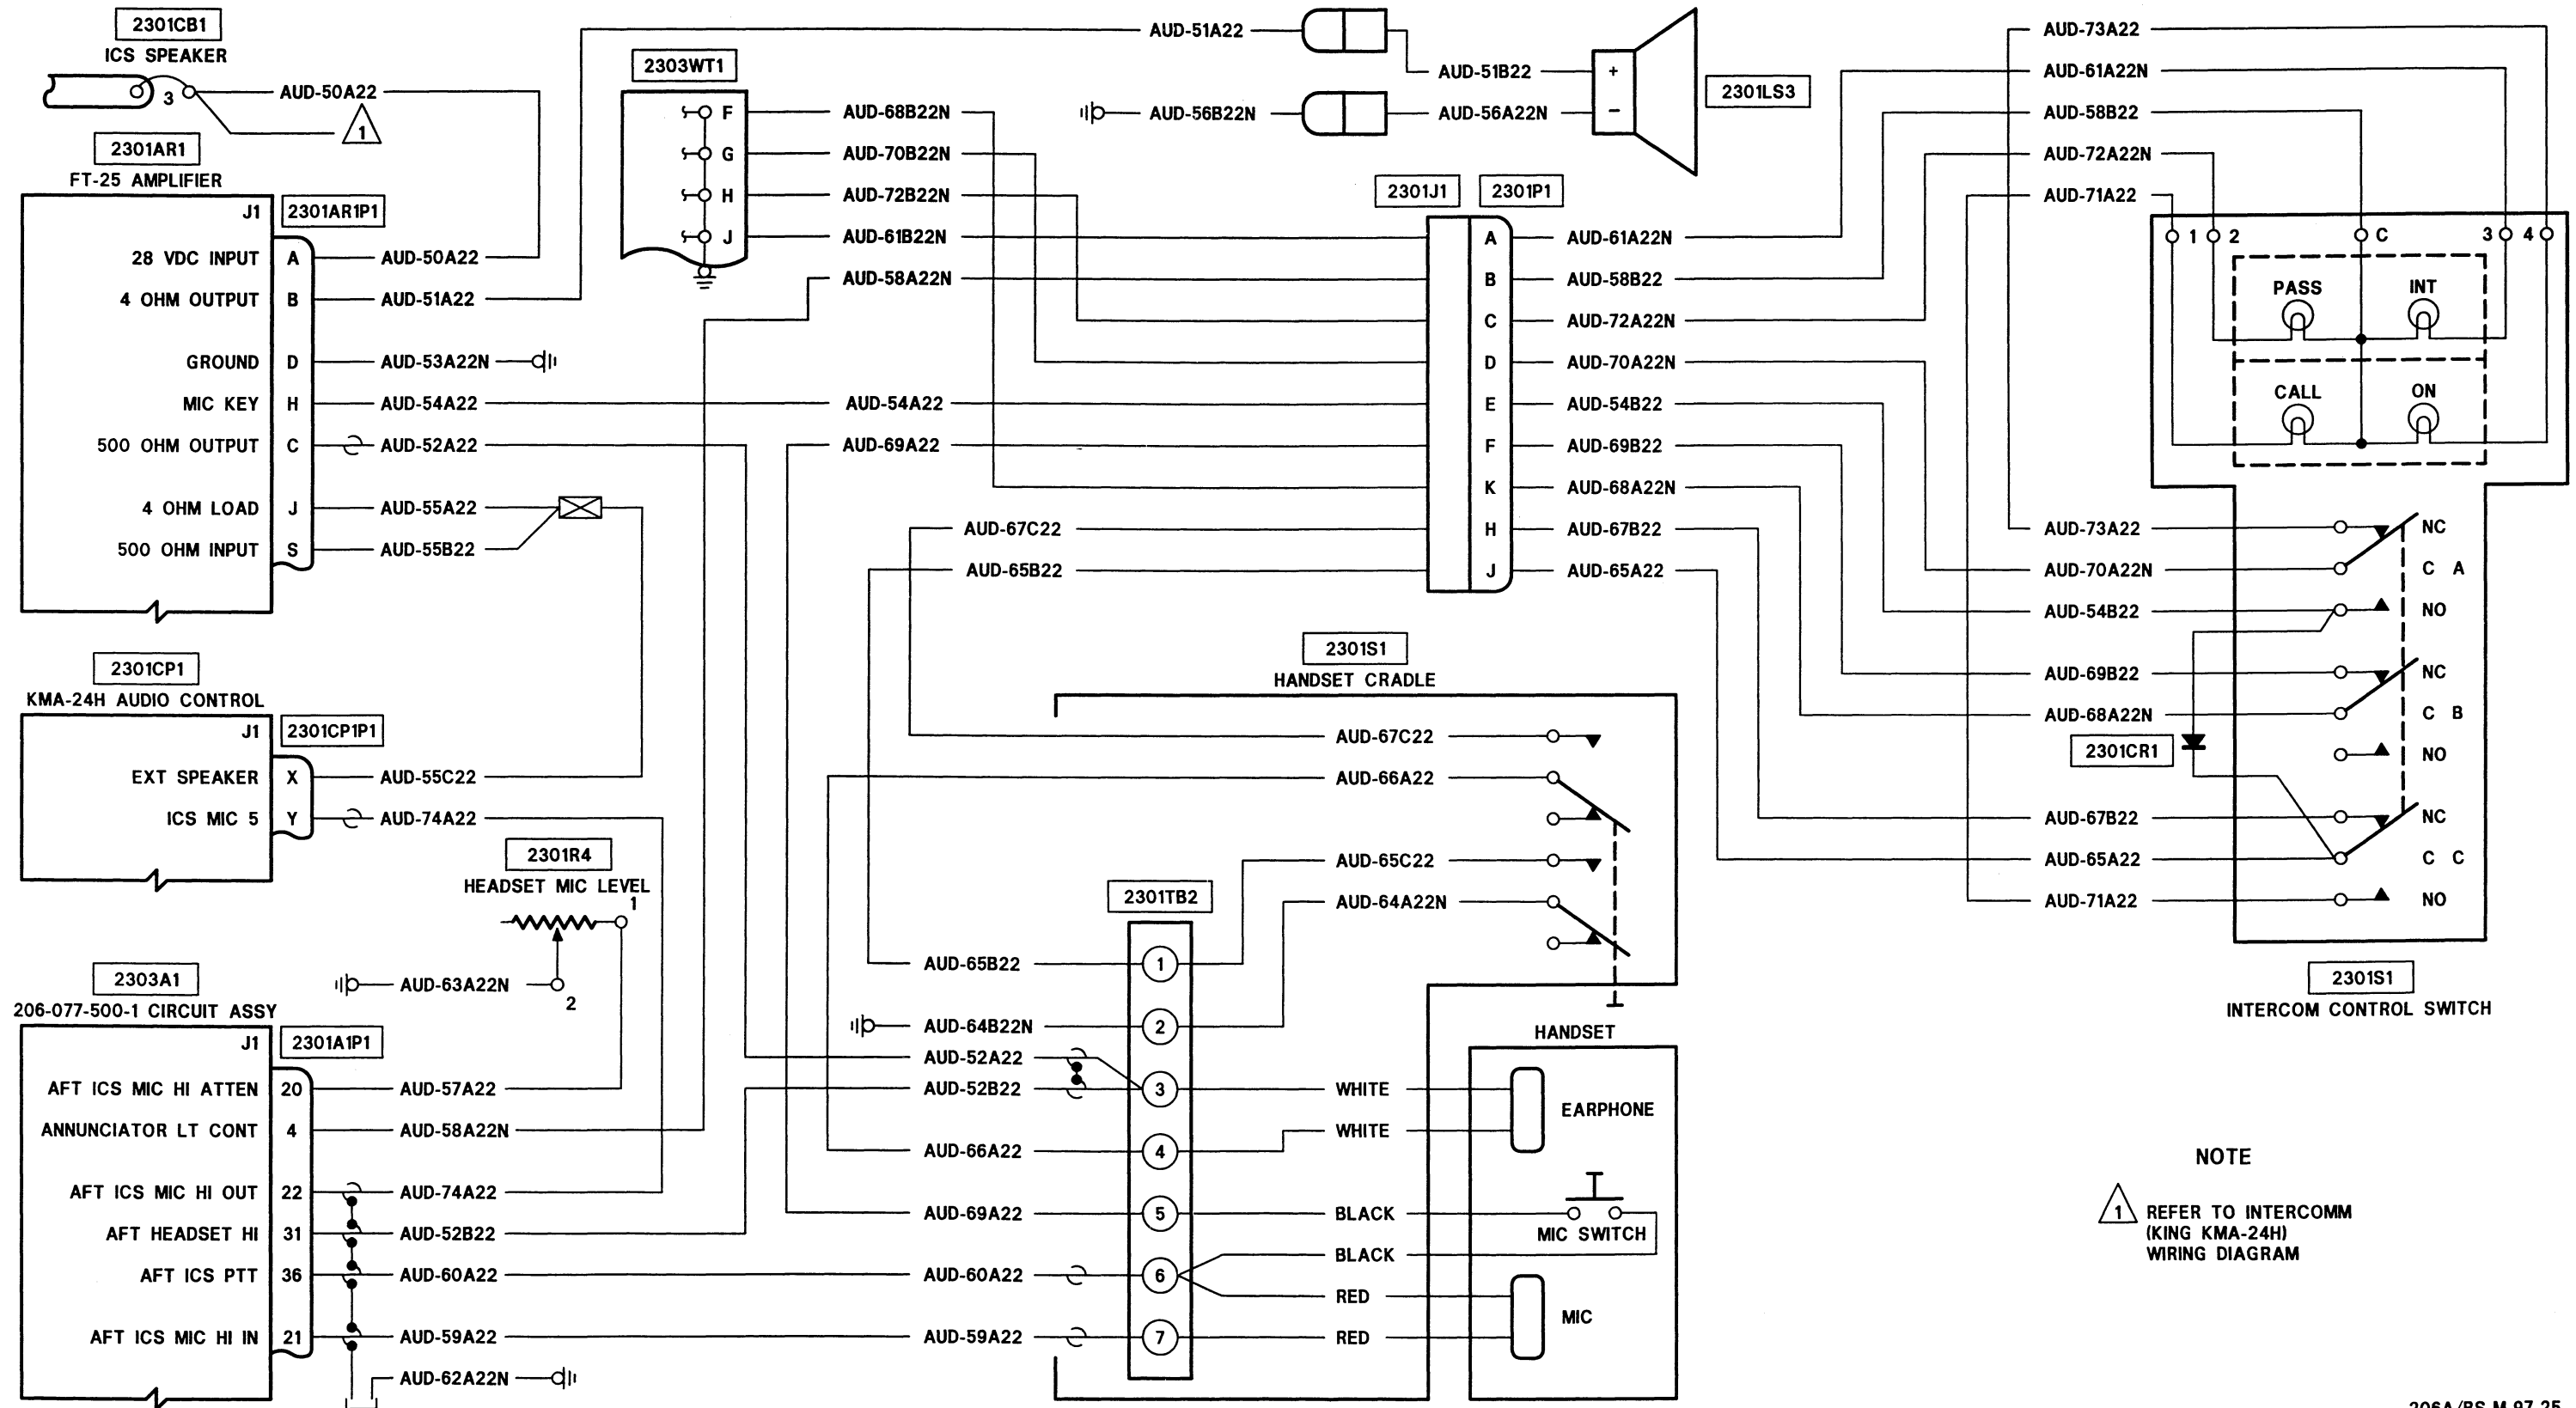 2301CB1
ICS SPEAKER
3
AUD-50A22
1
2301AR1
FT-25 AMPLIFIER
J1
2301AR1P1
28 VDC INPUT A AUD-50A22
4 OHM OUTPUT B AUD-51A22
GROUND D AUD-53A22N
MIC KEY H AUD-54A22
500 OHM OUTPUT C AUD-52A22
4 OHM LOAD J AUD-55A22
500 OHM INPUT S AUD-55B22
2301CP1
KMA-24H AUDIO CONTROL
J1
2301CP1P1
EXT SPEAKER X AUD-55C22
ICS MIC 5 Y AUD-74A22
2301R4
HEADSET MIC LEVEL
1
AUD-63A22N
2
2303A1
206-077-500-1 CIRCUIT ASSY
J1
2301A1P1
AFT ICS MIC HI ATTEN 20 AUD-57A22
ANNUNCIATOR LT CONT 4 AUD-58A22N
AFT ICS MIC HI OUT 22 AUD-74A22
AFT HEADSET HI 31 AUD-52B22
AFT ICS PTT 36 AUD-60A22
AFT ICS MIC HI IN 21 AUD-59A22
AUD-62A22N
2303WT1
F AUD-68B22N
G AUD-70B22N
H AUD-72B22N
J AUD-61B22N
AUD-58A22N
AUD-54A22
AUD-69A22
AUD-67C22
AUD-65B22
AUD-51A22
AUD-51B22
+
AUD-56B22N
AUD-56A22N
-
2301LS3
2301J1
2301P1
A AUD-61A22N
B AUD-58B22
C AUD-72A22N
D AUD-70A22N
E AUD-54B22
F AUD-69B22
K AUD-68A22N
H AUD-67B22
J AUD-65A22
2301S1
HANDSET CRADLE
AUD-67C22
AUD-66A22
AUD-65C22
AUD-64A22N
2301TB2
AUD-65B22 1
AUD-64B22N 2
AUD-52A22
AUD-52B22 3 WHITE
WHITE
AUD-66A22 4
AUD-69A22 5 BLACK
BLACK
AUD-60A22 6
RED
AUD-59A22 7 RED
HANDSET
EARPHONE
MIC SWITCH
MIC
AUD-73A22
AUD-61A22N
AUD-58B22
AUD-72A22N
AUD-71A22
1 2 C 3 4
PASS INT
CALL ON
AUD-73A22 NC
AUD-70A22N C A
AUD-54B22 NO
AUD-69B22 NC
AUD-68A22N C B
2301CR1
NO
AUD-67B22 NC
AUD-65A22 C C
AUD-71A22 NO
2301S1
INTERCOM CONTROL SWITCH
NOTE
1 REFER TO INTERCOMM
(KING KMA-24H)
WIRING DIAGRAM